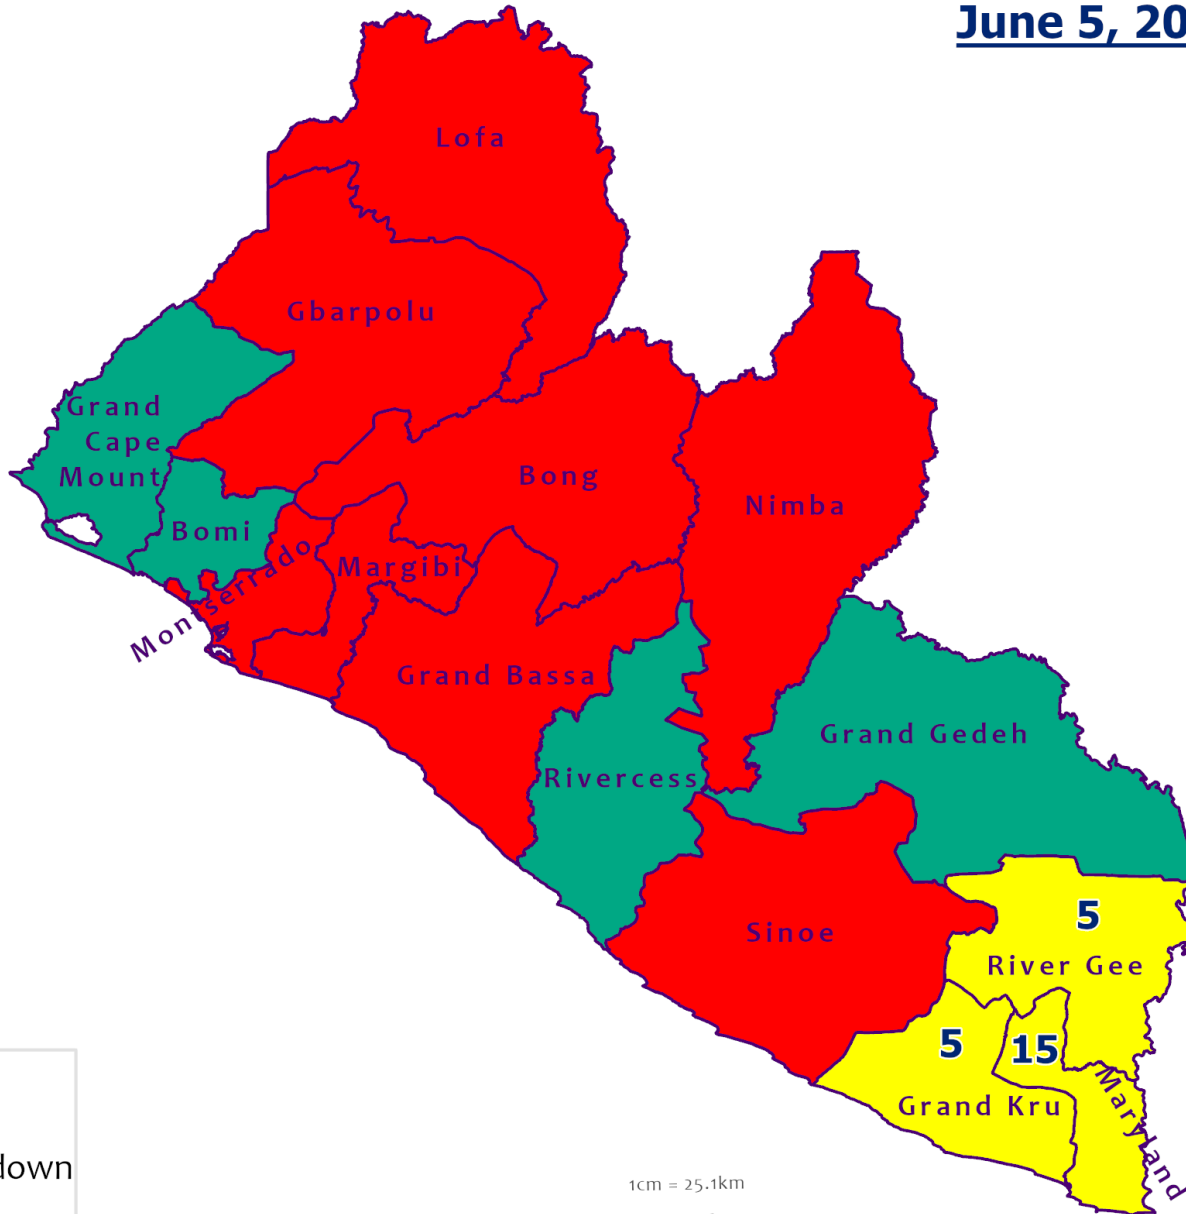 June 5, 20
Lofa
Gbarpolu
Grand
Cape
Mount
Bong
Nimba
Bomi
Montserrado
Margibi
Grand Bassa
Grand Gedeh
Rivercess
5
Sinoe
River Gee
5
15
Grand Kru
Maryland
down
1cm = 25.1km